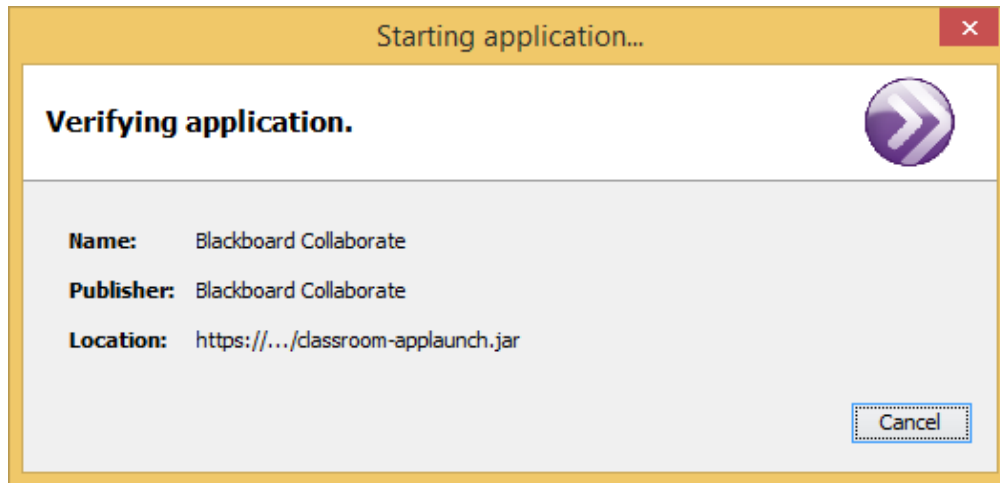 Starting application...
Verifying application.
Name: Blackboard Collaborate
Publisher: Blackboard Collaborate
Location: https://.../classroom-applaunch.jar
Cancel